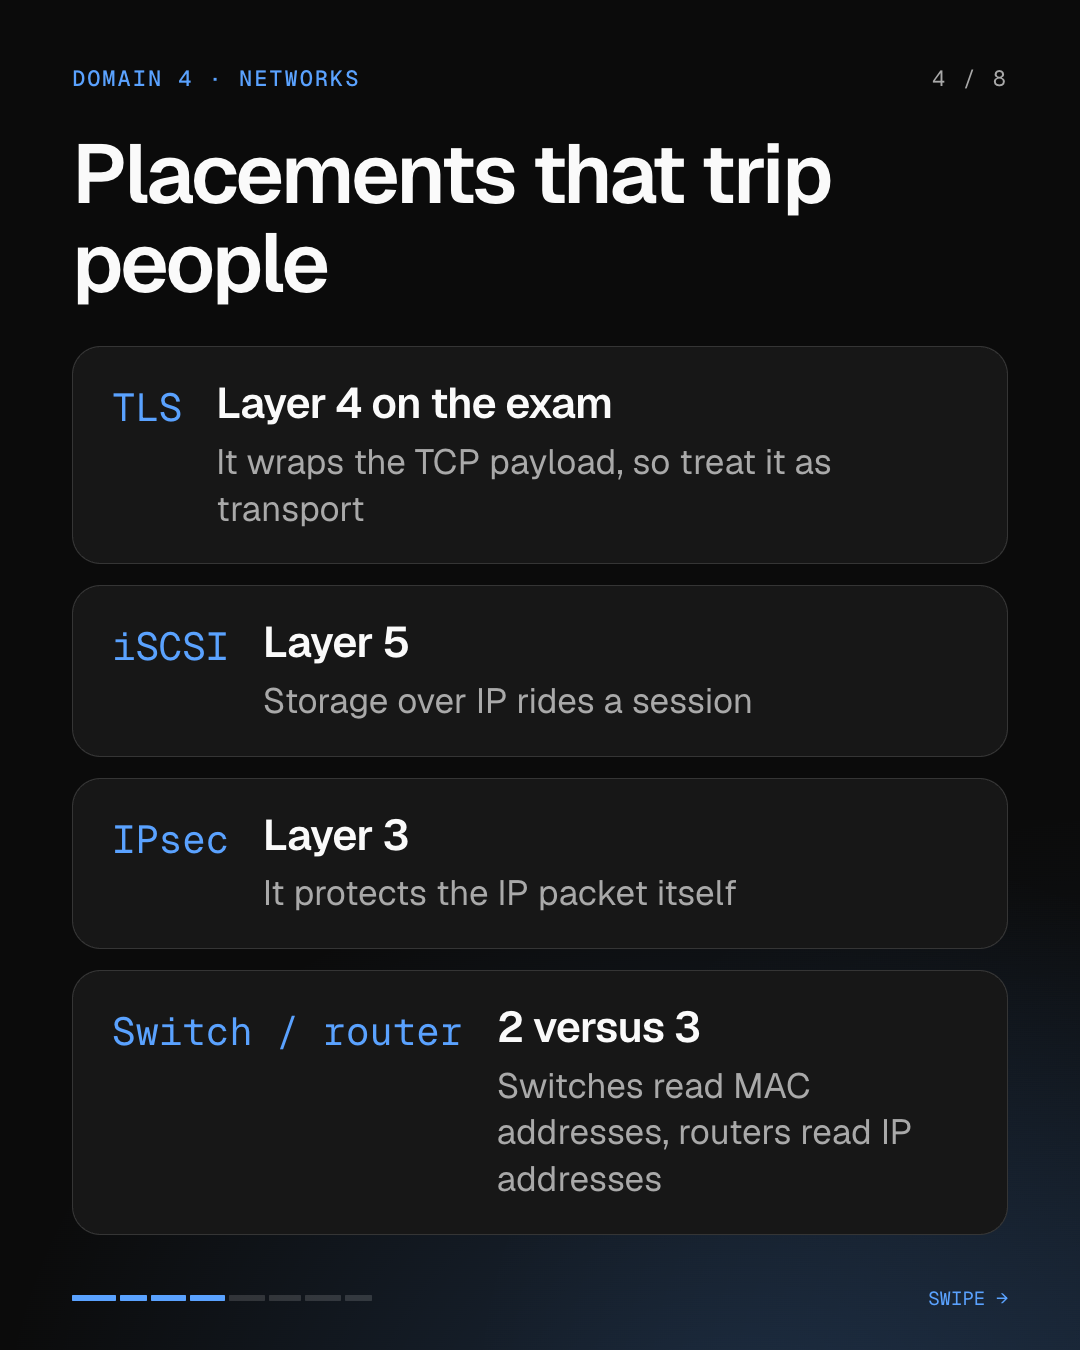 DOMAIN 4 · NETWORKS
4 / 8
Placements that trip
people
TLS
Layer 4 on the exam
It wraps the TCP payload, so treat it as
transport
iSCSI
Layer 5
Storage over IP rides a session
IPsec
Layer 3
It protects the IP packet itself
Switch / router
2 versus 3
Switches read MAC
addresses, routers read IP
addresses
SWIPE →